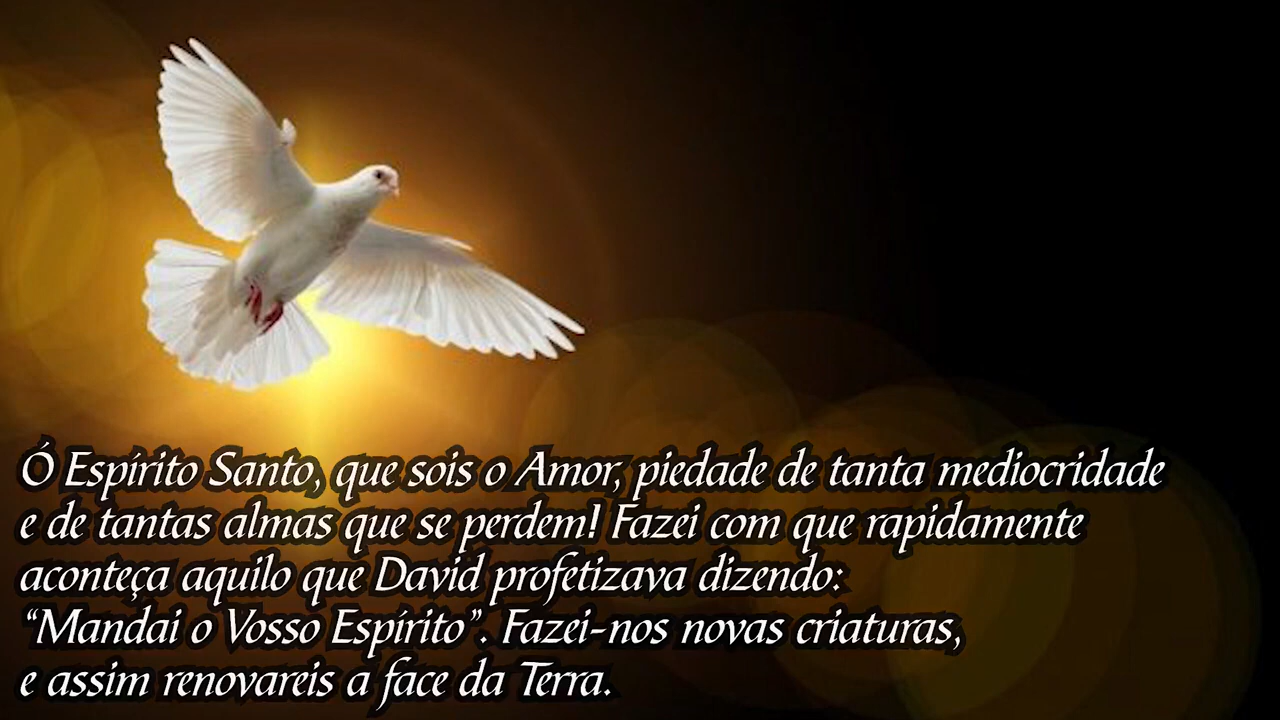 Ó Espírito Santo, que sois o Amor, piedade de tanta mediocridade
e de tantas almas que se perdem! Fazei com que rapidamente
aconteça aquilo que David profetizava dizendo:
“Mandai o Vosso Espírito”. Fazei-nos novas criaturas,
e assim renovareis a face da Terra.